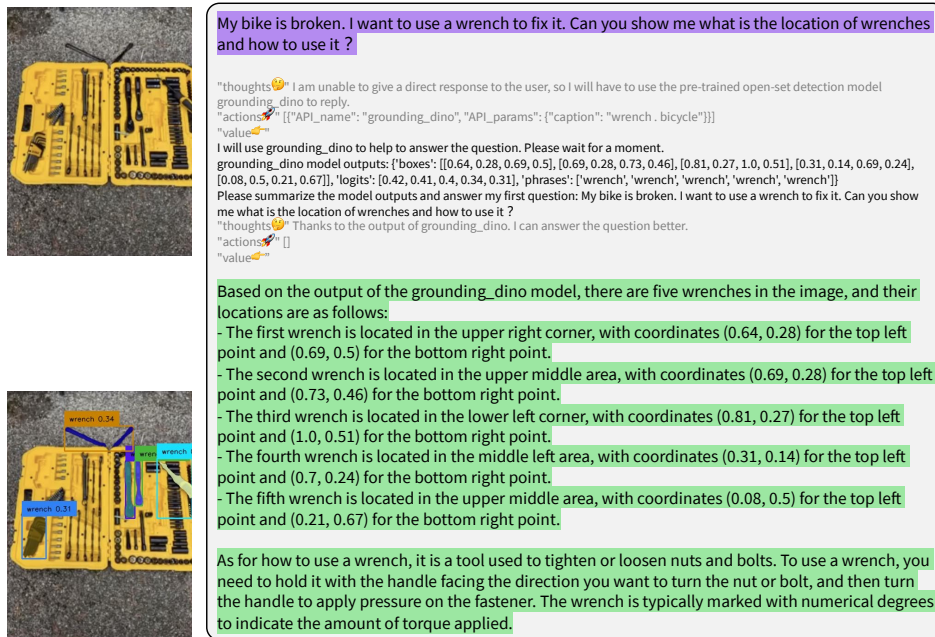 My bike is broken. I want to use a wrench to fix it. Can you show me what is the location of wrenches
and how to use it ?
"thoughts🤔" I am unable to give a direct response to the user, so I will have to use the pre-trained open-set detection model
grounding_dino to reply.
"actions🚀" [{"API_name": "grounding_dino", "API_params": {"caption": "wrench . bicycle"}}]
"value👉"
I will use grounding_dino to help to answer the question. Please wait for a moment.
grounding_dino model outputs: {'boxes': [[0.64, 0.28, 0.69, 0.5], [0.69, 0.28, 0.73, 0.46], [0.81, 0.27, 1.0, 0.51], [0.31, 0.14, 0.69, 0.24],
[0.08, 0.5, 0.21, 0.67]], 'logits': [0.42, 0.41, 0.4, 0.34, 0.31], 'phrases': ['wrench', 'wrench', 'wrench', 'wrench', 'wrench']}
Please summarize the model outputs and answer my first question: My bike is broken. I want to use a wrench to fix it. Can you show
me what is the location of wrenches and how to use it ?
"thoughts🤔" Thanks to the output of grounding_dino. I can answer the question better.
"actions🚀" []
"value👉"
Based on the output of the grounding_dino model, there are five wrenches in the image, and their
locations are as follows:
- The first wrench is located in the upper right corner, with coordinates (0.64, 0.28) for the top left
point and (0.69, 0.5) for the bottom right point.
- The second wrench is located in the upper middle area, with coordinates (0.69, 0.28) for the top left
point and (0.73, 0.46) for the bottom right point.
- The third wrench is located in the lower left corner, with coordinates (0.81, 0.27) for the top left
point and (1.0, 0.51) for the bottom right point.
- The fourth wrench is located in the middle left area, with coordinates (0.31, 0.14) for the top left
point and (0.7, 0.24) for the bottom right point.
- The fifth wrench is located in the upper middle area, with coordinates (0.08, 0.5) for the top left
point and (0.21, 0.67) for the bottom right point.
As for how to use a wrench, it is a tool used to tighten or loosen nuts and bolts. To use a wrench, you
need to hold it with the handle facing the direction you want to turn the nut or bolt, and then turn
the handle to apply pressure on the fastener. The wrench is typically marked with numerical degrees
to indicate the amount of torque applied.
wrench 0.34
wren
wrench
wrench 0.31